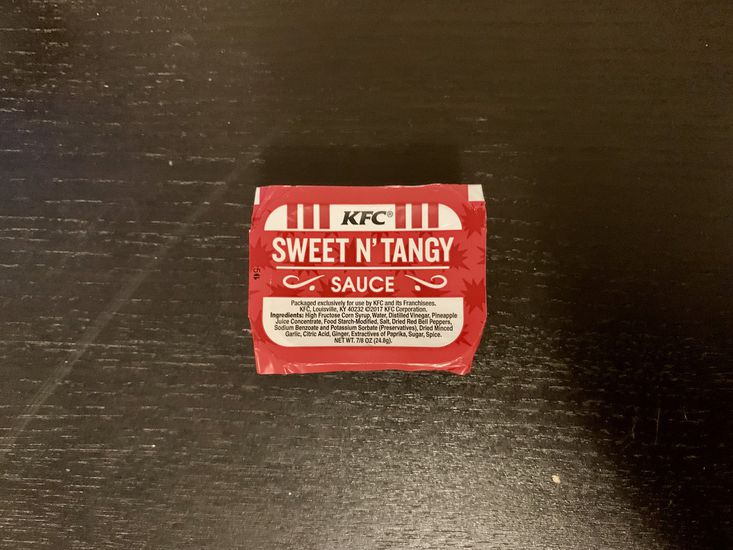 KFC®
SWEET N' TANGY
SAUCE
Packaged exclusively for use by KFC and its Franchisees.
KFC, Louisville, KY 40232 ©2017 KFC Corporation.
Ingredients: High Fructose Corn Syrup, Water, Distilled Vinegar, Pineapple
Juice Concentrate, Food Starch-Modified, Salt, Dried Red Bell Peppers,
Sodium Benzoate and Potassium Sorbate (Preservatives), Dried Minced
Garlic, Citric Acid, Ginger, Extractives of Paprika, Sugar, Spice.
NET WT. 7/8 OZ (24.8g).